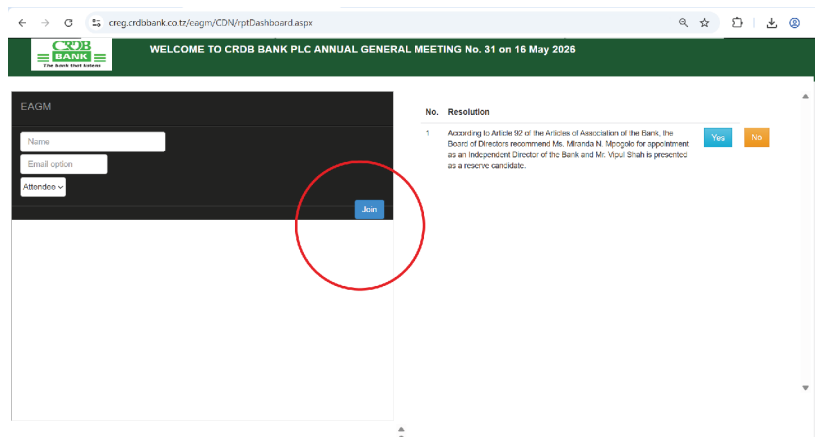 creg.crdbbank.co.tz/eagm/CDN/rptDashboard.aspx
CRDB
BANK
The bank that listens
WELCOME TO CRDB BANK PLC ANNUAL GENERAL MEETING No. 31 on 16 May 2026
EAGM
Name
Email option
Attendee
Join
No. Resolution
1 According to Article 92 of the Articles of Association of the Bank, the
Board of Directors recommend Ms. Miranda N. Mpogolo for appointment
as an Independent Director of the Bank and Mr. Vipul Shah is presented
as a reserve candidate.
Yes No